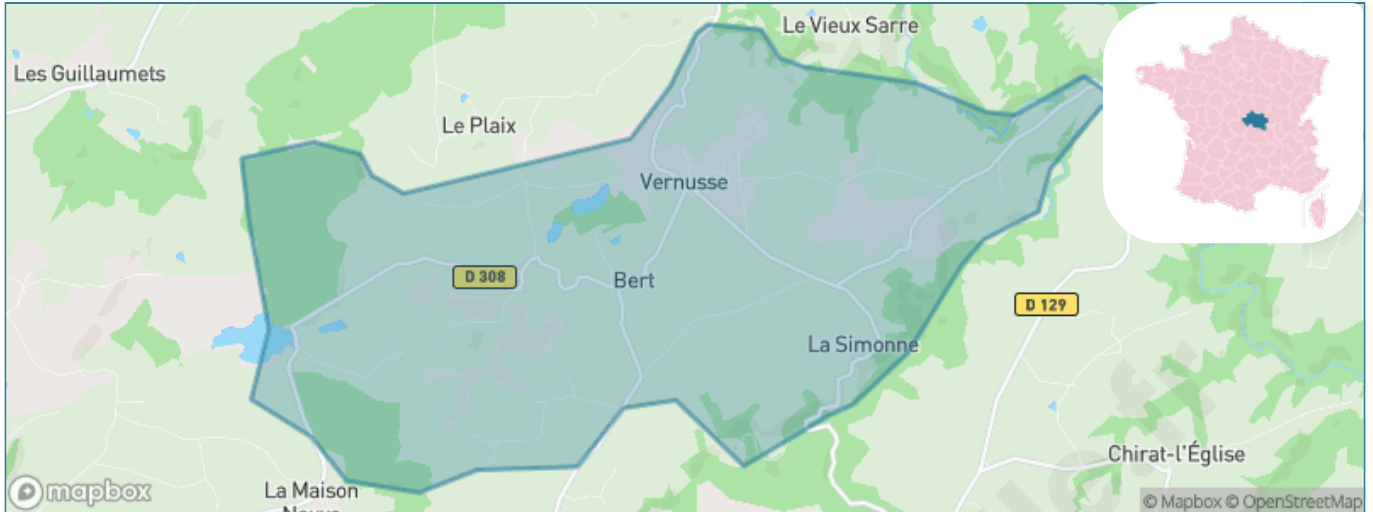 Le Vieux Sarre
Les Guillaumets
Le Plaix
Vernusse
D 308
Bert
D 129
La Simonne
Chirat-l'Église
La Maison
mapbox
© Mapbox © OpenStreetMap